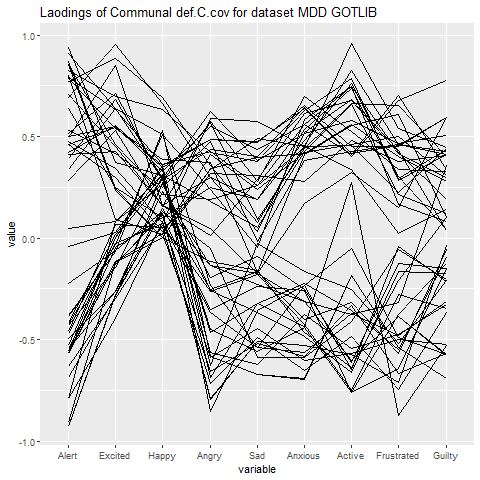 Laodings of Communal def.C.cov for dataset MDD GOTLIB
1.0
0.5
0.0
-0.5
-1.0
value
Alert Excited Happy Angry Sad Anxious Active Frustrated Guilty
variable